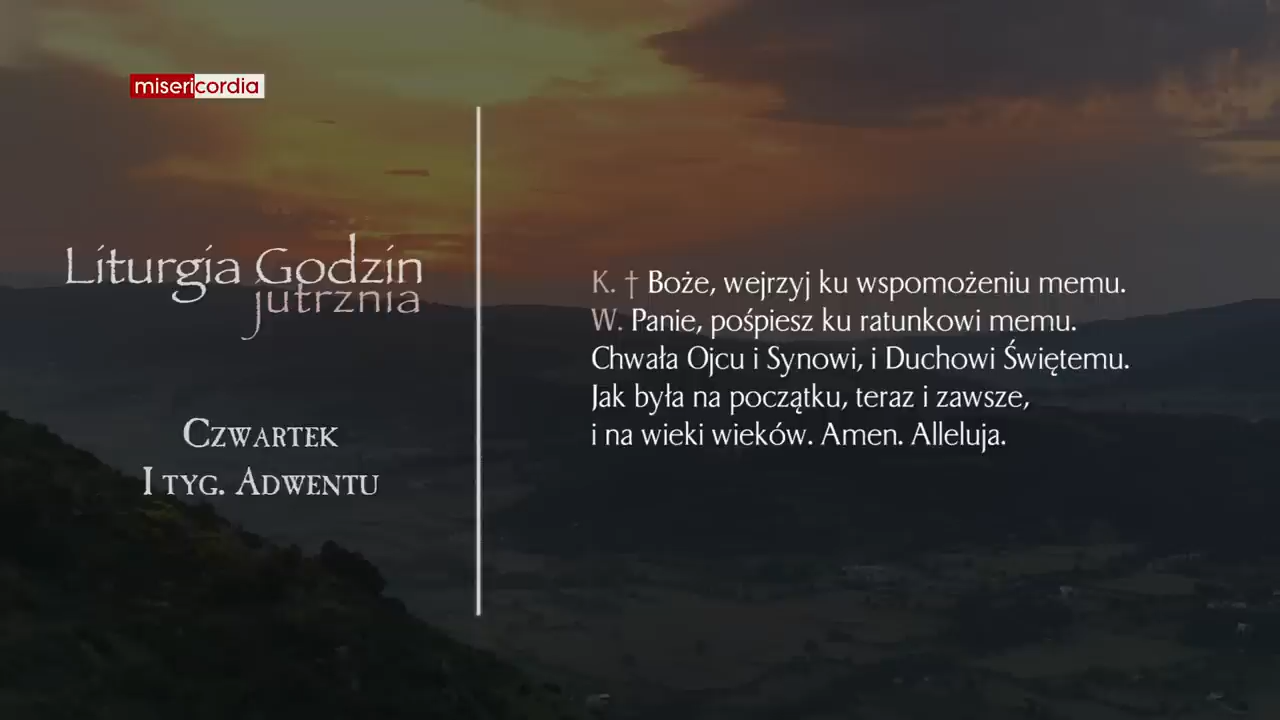 misericordia
Liturgia Godzin
jutrznia
Czwartek
I tyg. Adwentu
K. † Boże, wejrzyj ku wspomożeniu memu.
W. Panie, pośpiesz ku ratunkowi memu.
Chwała Ojcu i Synowi, i Duchowi Świętemu.
Jak była na początku, teraz i zawsze,
i na wieki wieków. Amen. Alleluja.